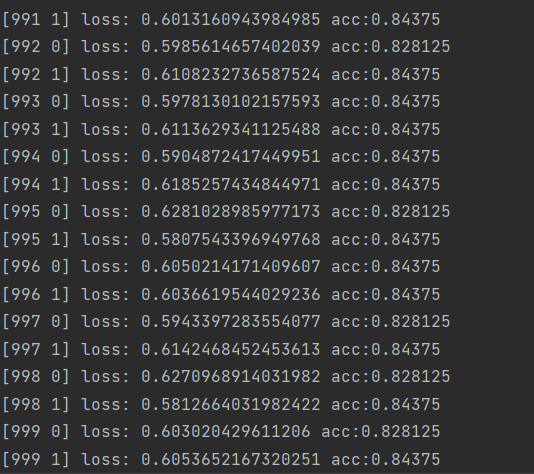 [991 1] loss: 0.6013160943984985 acc:0.84375
[992 0] loss: 0.5985614657402039 acc:0.828125
[992 1] loss: 0.6108232736587524 acc:0.84375
[993 0] loss: 0.5978130102157593 acc:0.84375
[993 1] loss: 0.6113629341125488 acc:0.84375
[994 0] loss: 0.5904872417449951 acc:0.84375
[994 1] loss: 0.6185257434844971 acc:0.84375
[995 0] loss: 0.6281028985977173 acc:0.828125
[995 1] loss: 0.5807543396949768 acc:0.84375
[996 0] loss: 0.6050214171409607 acc:0.84375
[996 1] loss: 0.6036619544029236 acc:0.84375
[997 0] loss: 0.5943397283554077 acc:0.828125
[997 1] loss: 0.6142468452453613 acc:0.84375
[998 0] loss: 0.6270968914031982 acc:0.828125
[998 1] loss: 0.5812664031982422 acc:0.84375
[999 0] loss: 0.603020429611206 acc:0.828125
[999 1] loss: 0.6053652167320251 acc:0.84375